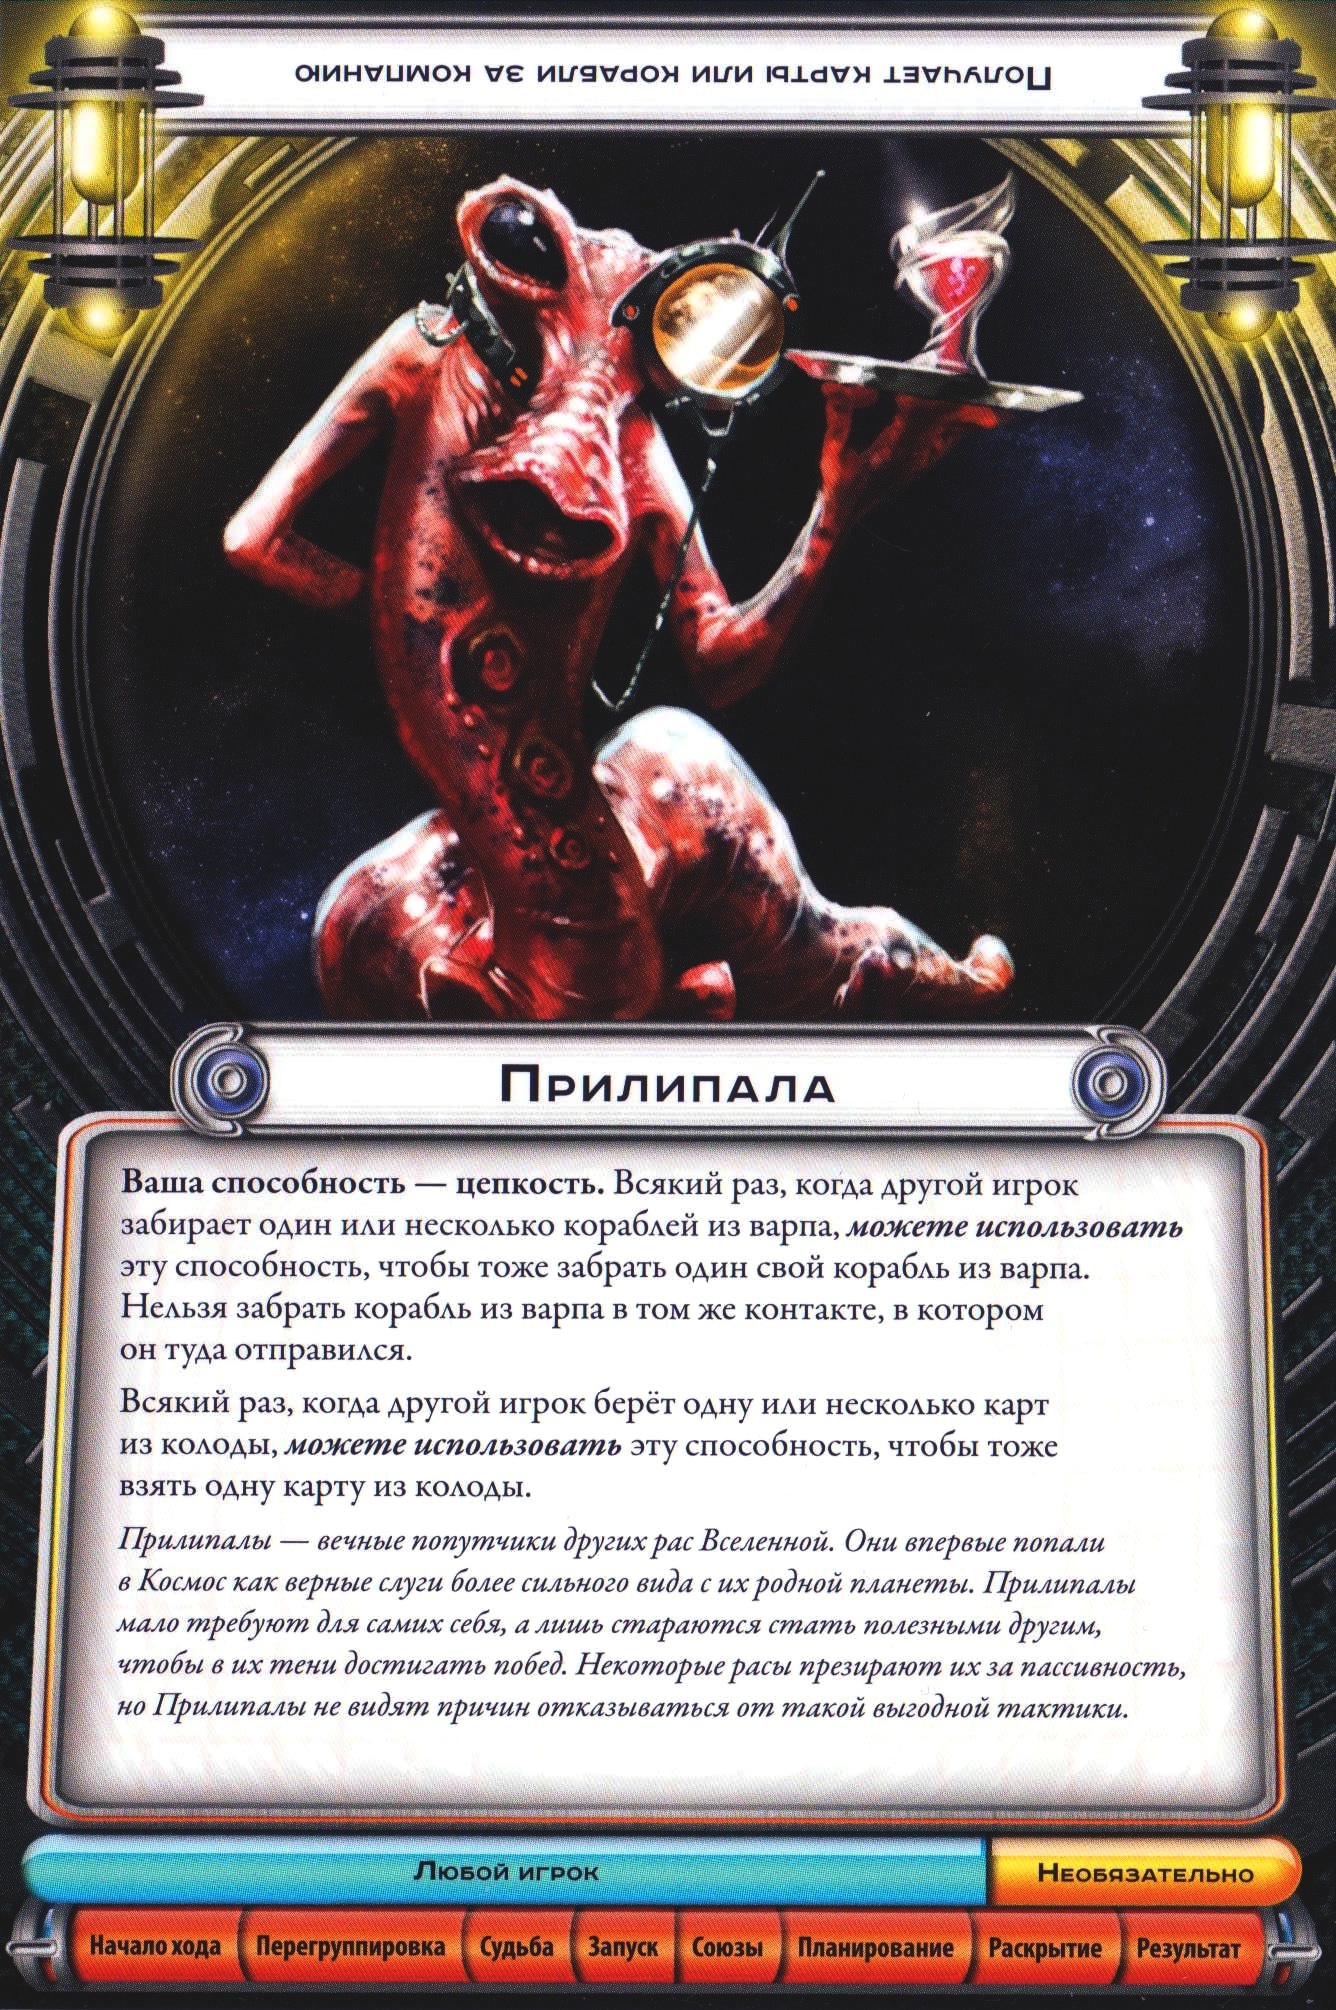 Получает карты или корабли за компанию
Прилипала
Ваша способность — цепкость. Всякий раз, когда другой игрок
забирает один или несколько кораблей из варпа, можете использовать
эту способность, чтобы тоже забрать один свой корабль из варпа.
Нельзя забрать корабль из варпа в том же контакте, в котором
он туда отправился.
Всякий раз, когда другой игрок берёт одну или несколько карт
из колоды, можете использовать эту способность, чтобы тоже
взять одну карту из колоды.
Прилипалы — вечные попутчики других рас Вселенной. Они впервые попали
в Космос как верные слуги более сильного вида с их родной планеты. Прилипалы
мало требуют для самих себя, а лишь стараются стать полезными другим,
чтобы в их тени достигать побед. Некоторые расы презирают их за пассивность,
но Прилипалы не видят причин отказываться от такой выгодной тактики.
Любой игрок Необязательно
Начало хода Перегруппировка Судьба Запуск Союзы Планирование Раскрытие Результат